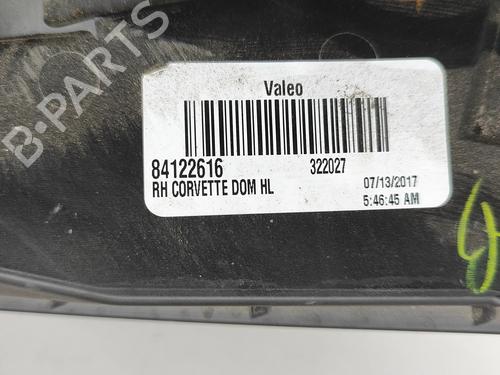 B-PARTS
Valeo
84122616 322027
RH CORVETTE DOM HL
07/13/2017
5:46:45 AM